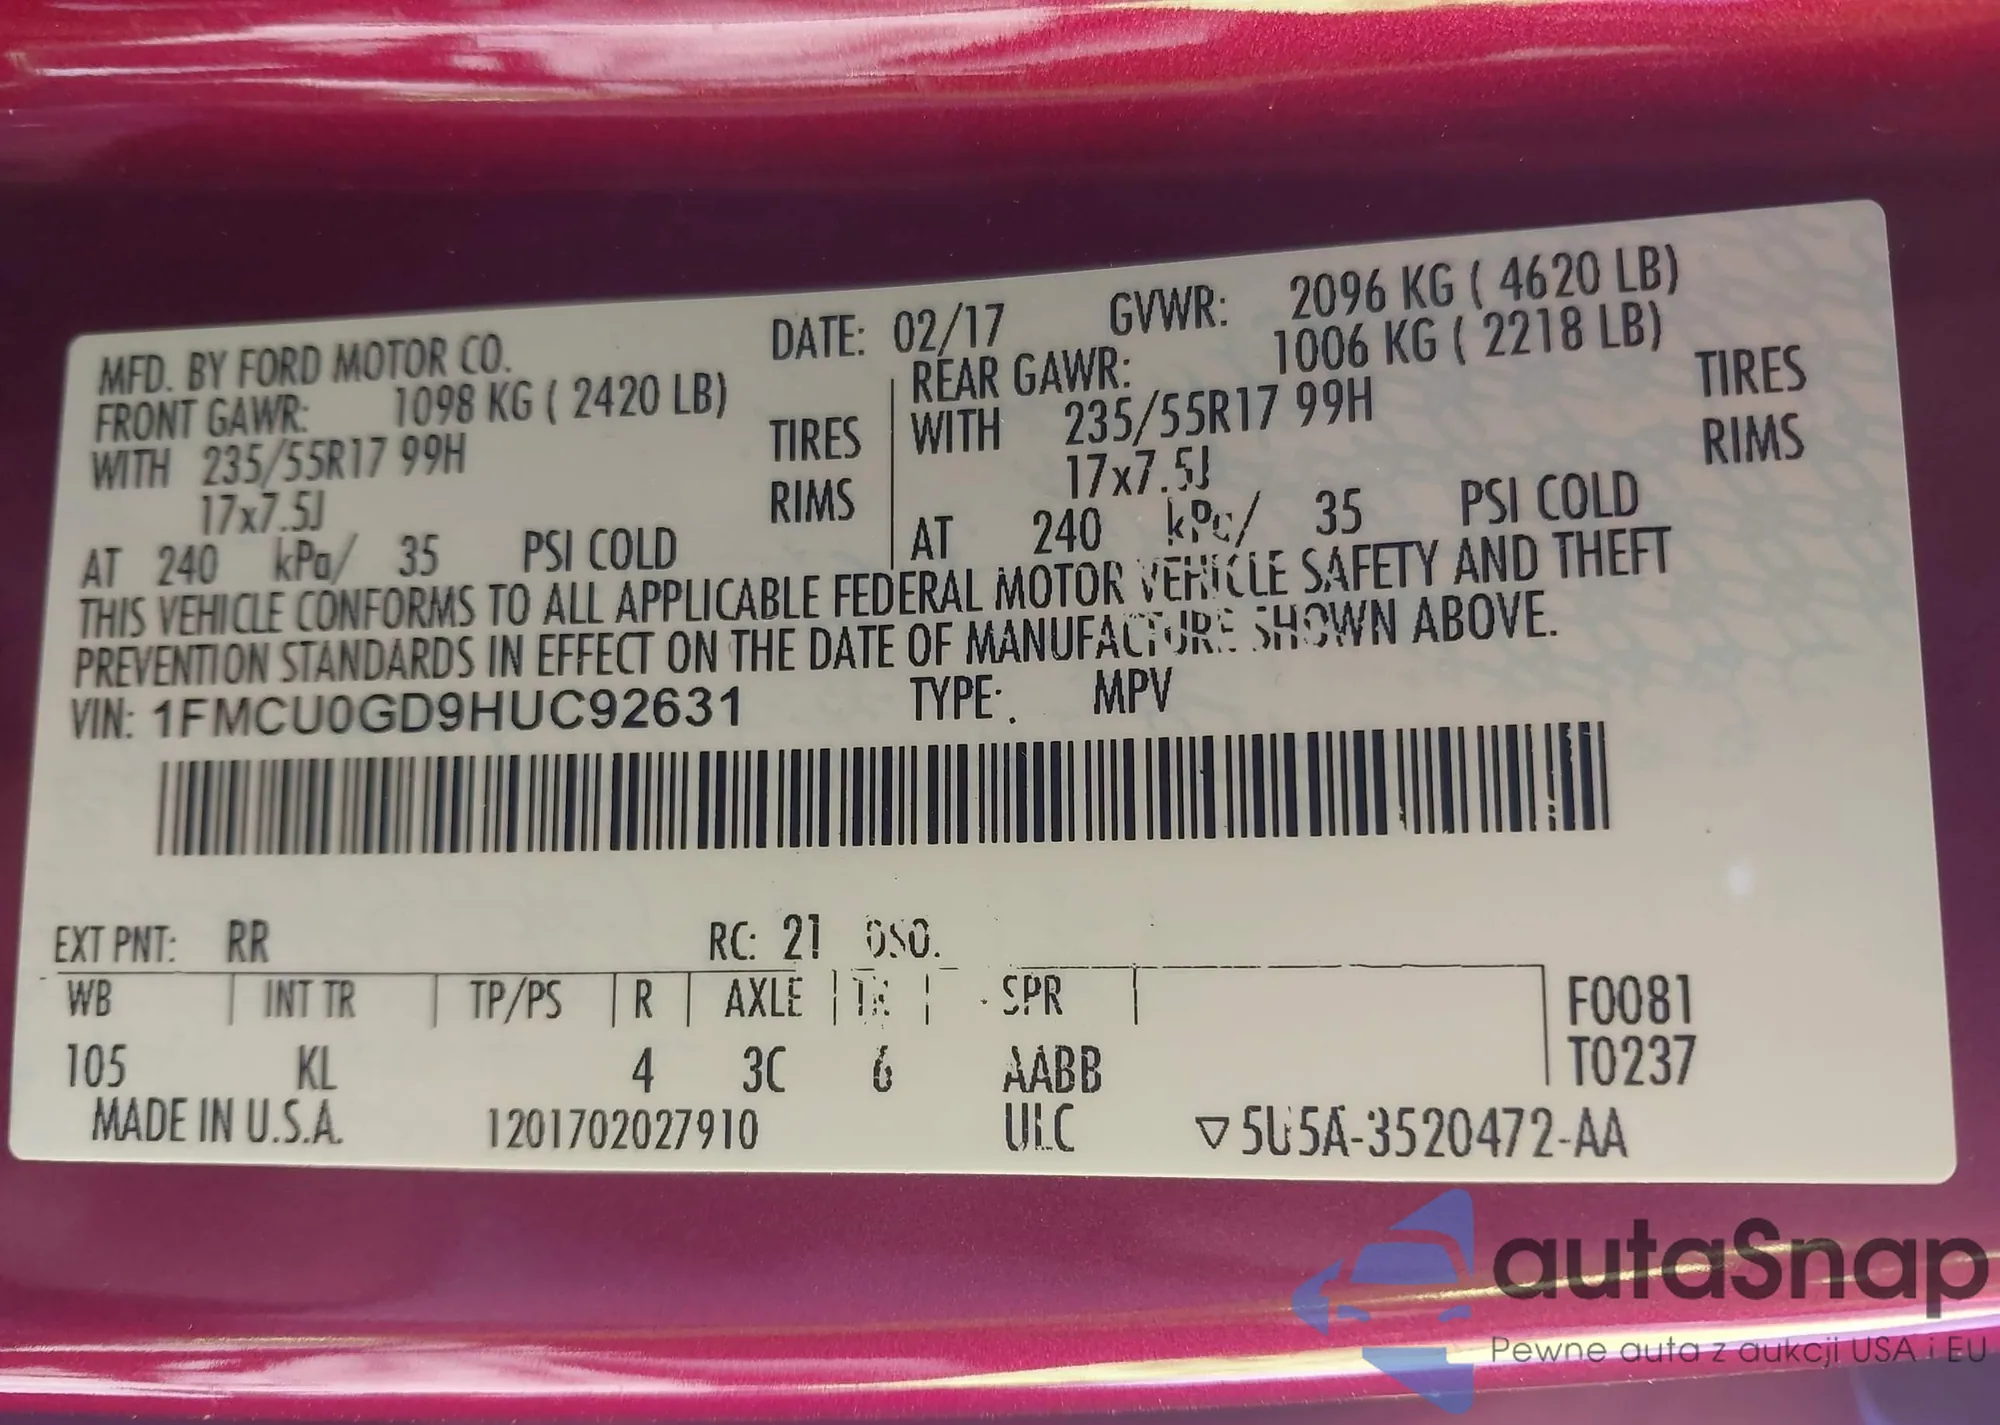 MFD. BY FORD MOTOR CO. DATE: 02/17 GVWR: 2096 KG ( 4620 LB)
FRONT GAWR: 1098 KG ( 2420 LB) REAR GAWR: 1006 KG ( 2218 LB)
WITH 235/55R17 99H TIRES WITH 235/55R17 99H TIRES
17x7.5J RIMS 17x7.5J RIMS
AT 240 kPa/ 35 PSI COLD AT 240 kPa/ 35 PSI COLD
THIS VEHICLE CONFORMS TO ALL APPLICABLE FEDERAL MOTOR VEHICLE SAFETY AND THEFT
PREVENTION STANDARDS IN EFFECT ON THE DATE OF MANUFACTURE SHOWN ABOVE.
VIN: 1FMCU0GD9HUC92631 TYPE: MPV
EXT PNT: RR RC: 21 DSO:
WB INT TR TP/PS R AXLE TR SPR F0081
105 KL 4 3C 6 AABB T0237
MADE IN U.S.A. 1201702027910 ULC ▽5U5A-3520472-AA
autaSnap
Pewne auta z aukcji USA i EU